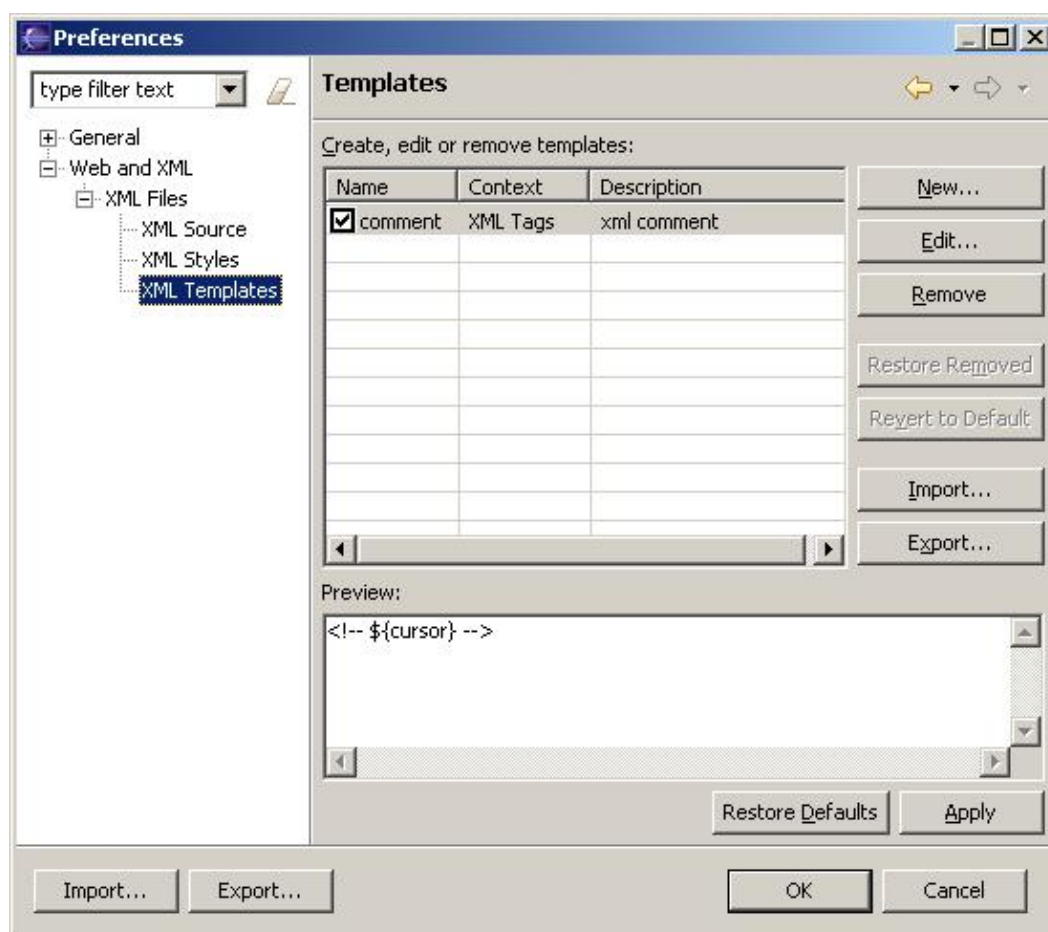 Preferences
type filter text
General
Web and XML
XML Files
XML Source
XML Styles
XML Templates
Templates
Create, edit or remove templates:
Name Context Description
comment XML Tags xml comment
New...
Edit...
Remove
Restore Removed
Revert to Default
Import...
Export...
Preview:
<!-- ${cursor} -->
Restore Defaults Apply
Import... Export... OK Cancel